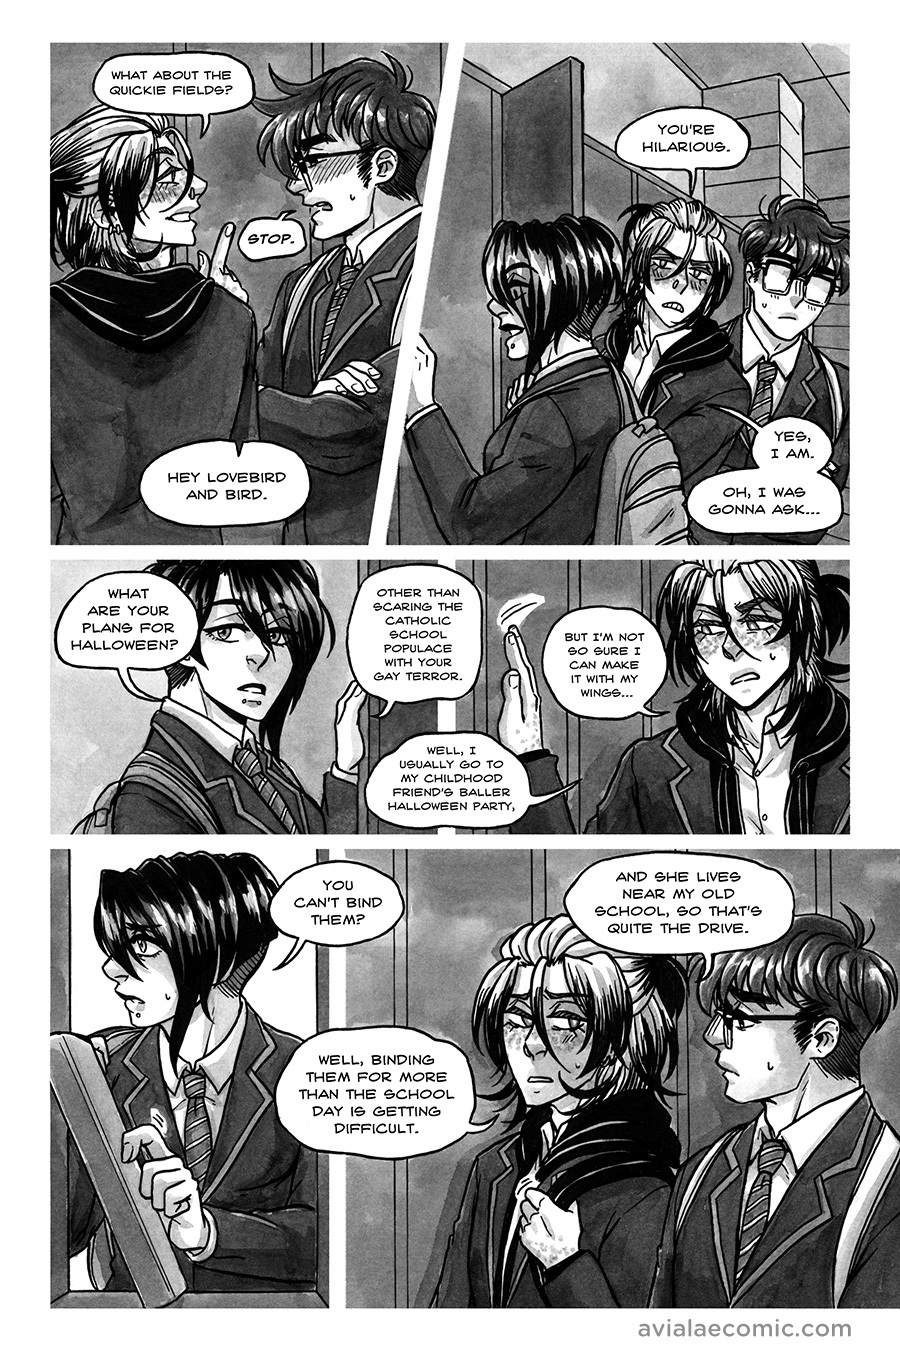 WHAT ABOUT THE
QUICKIE FIELDS?
STOP.
HEY LOVEBIRD
AND BIRD.
YOU'RE
HILARIOUS.
YES,
I AM.
OH, I WAS
GONNA ASK...
WHAT
ARE YOUR
PLANS FOR
HALLOWEEN?
OTHER THAN
SCARING THE
CATHOLIC
SCHOOL
POPULACE
WITH YOUR
GAY TERROR.
WELL, I
USUALLY GO TO
MY CHILDHOOD
FRIEND'S BALLER
HALLOWEEN PARTY,
BUT I'M NOT
SO SURE I
CAN MAKE
IT WITH MY
WINGS...
YOU
CAN'T BIND
THEM?
WELL, BINDING
THEM FOR MORE
THAN THE SCHOOL
DAY IS GETTING
DIFFICULT.
AND SHE LIVES
NEAR MY OLD
SCHOOL, SO THAT'S
QUITE THE DRIVE.
avialaecomic.com